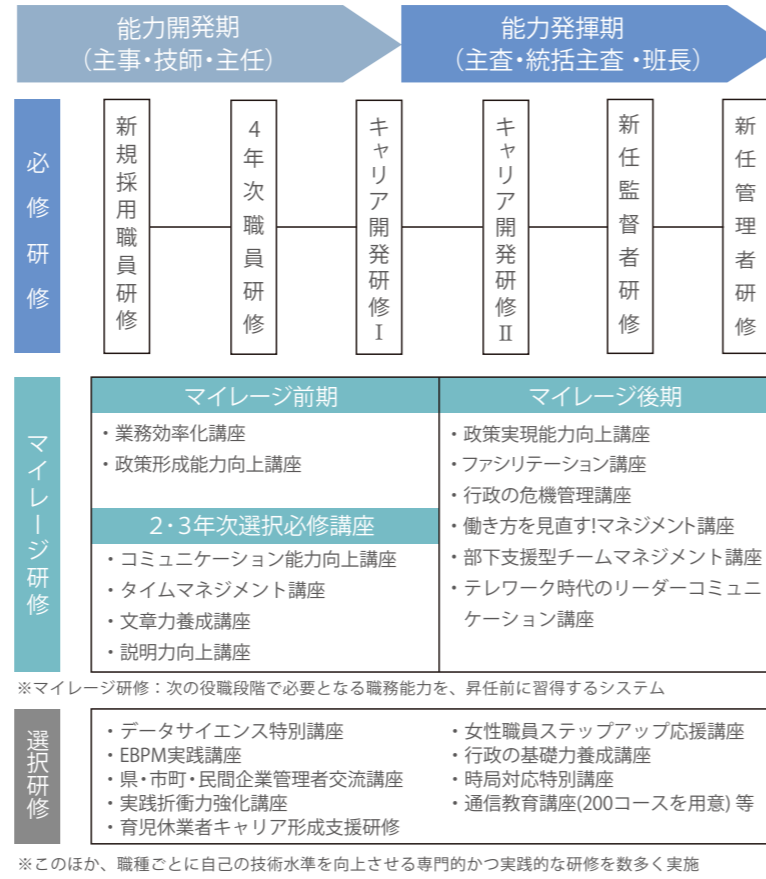 能力開発期
（主事・技師・主任）
能力発揮期
（主査・統括主査・班長）
必修研修
新規採用職員研修
4年次職員研修
キャリア開発研修Ⅰ
キャリア開発研修Ⅱ
新任監督者研修
新任管理者研修
マイレージ研修
マイレージ前期
・業務効率化講座
・政策形成能力向上講座
2・3年次選択必修講座
・コミュニケーション能力向上講座
・タイムマネジメント講座
・文章力養成講座
・説明力向上講座
マイレージ後期
・政策実現能力向上講座
・ファシリテーション講座
・行政の危機管理講座
・働き方を見直す!マネジメント講座
・部下支援型チームマネジメント講座
・テレワーク時代のリーダーコミュニ
ケーション講座
※マイレージ研修：次の役職段階で必要となる職務能力を、昇任前に習得するシステム
選択研修
・データサイエンス特別講座
・EBPM実践講座
・県・市町・民間企業管理者交流講座
・実践折衝力強化講座
・育児休業者キャリア形成支援研修
・女性職員ステップアップ応援講座
・行政の基礎力養成講座
・時局対応特別講座
・通信教育講座(200コースを用意) 等
※このほか、職種ごとに自己の技術水準を向上させる専門的かつ実践的な研修を数多く実施